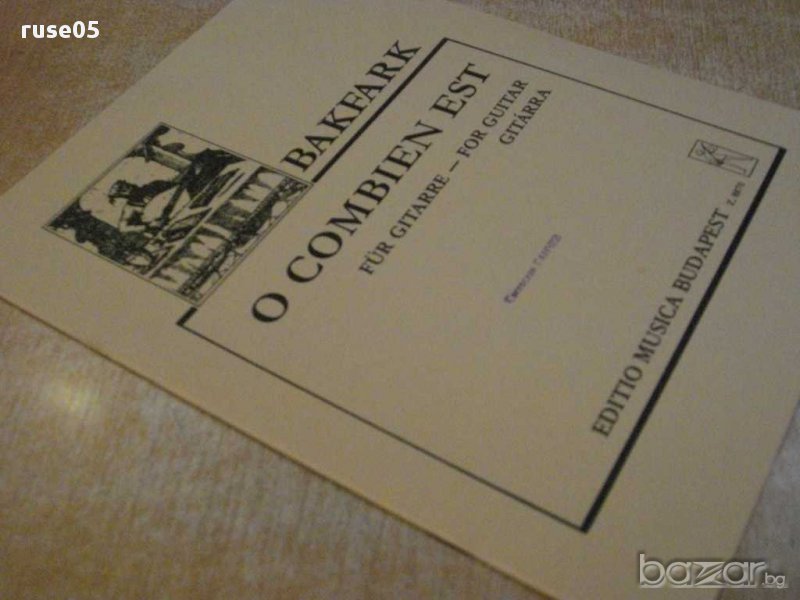 ruse05
BAKFARK
O COMBIEN EST
FÜR GITARRE — FOR GUITAR
GITÁRRA
EDITIO MUSICA BUDAPEST
bazar.bg